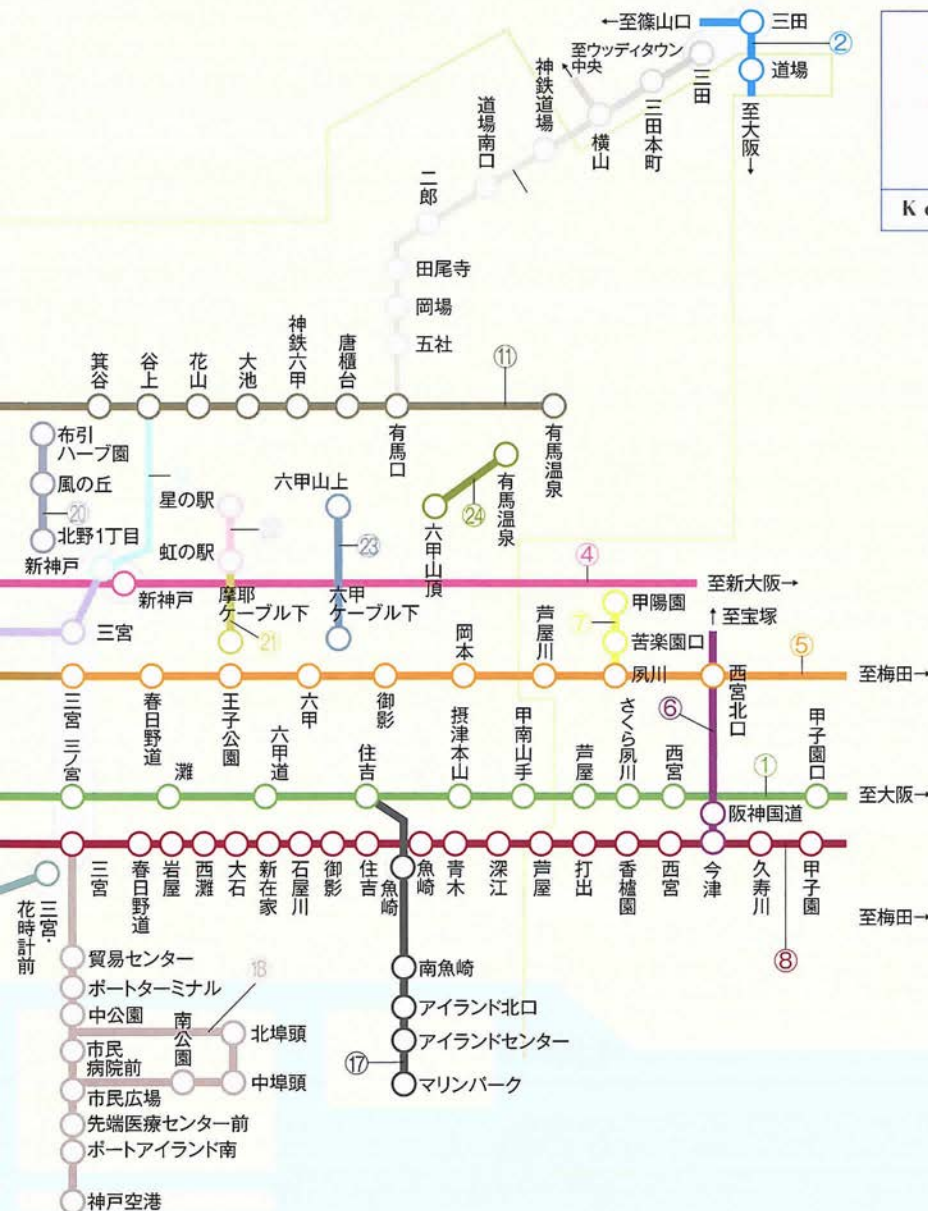 ←至篠山口
三田
②
道場
至大阪
↓
至ウッディタウン
中央
三田
三田本町
横山
神鉄道場
道場南口
二郎
田尾寺
岡場
五社
K
箕谷
谷上
花山
大池
神鉄六甲
唐櫃台
有馬口
⑪
有馬温泉
布引
ハーブ園
風の丘
⑳
北野1丁目
星の駅
虹の駅
摩耶
ケーブル下
㉑
六甲山上
㉓
六甲
ケーブル下
有馬温泉
㉔
六甲山頂
新神戸
三宮
新神戸
④
至新大阪→
甲陽園
⑦
苦楽園口
夙川
↑至宝塚
三宮
春日野道
王子公園
六甲
御影
岡本
芦屋川
西宮北口
⑤
至梅田→
⑥
三ノ宮
灘
六甲道
住吉
摂津本山
甲南山手
芦屋
さくら夙川
西宮
①
甲子園口
至大阪→
阪神国道
三宮
春日野道
岩屋
西灘
大石
新在家
石屋川
御影
住吉
魚崎
魚崎
青木
深江
芦屋
打出
香櫨園
西宮
今津
久寿川
甲子園
⑧
至梅田→
三宮・
花時計前
貿易センター
ポートターミナル
中公園
市民
病院前
市民広場
先端医療センター前
ポートアイランド南
神戸空港
南公園
⑱
北埠頭
中埠頭
南魚崎
アイランド北口
アイランドセンター
⑰
マリンパーク